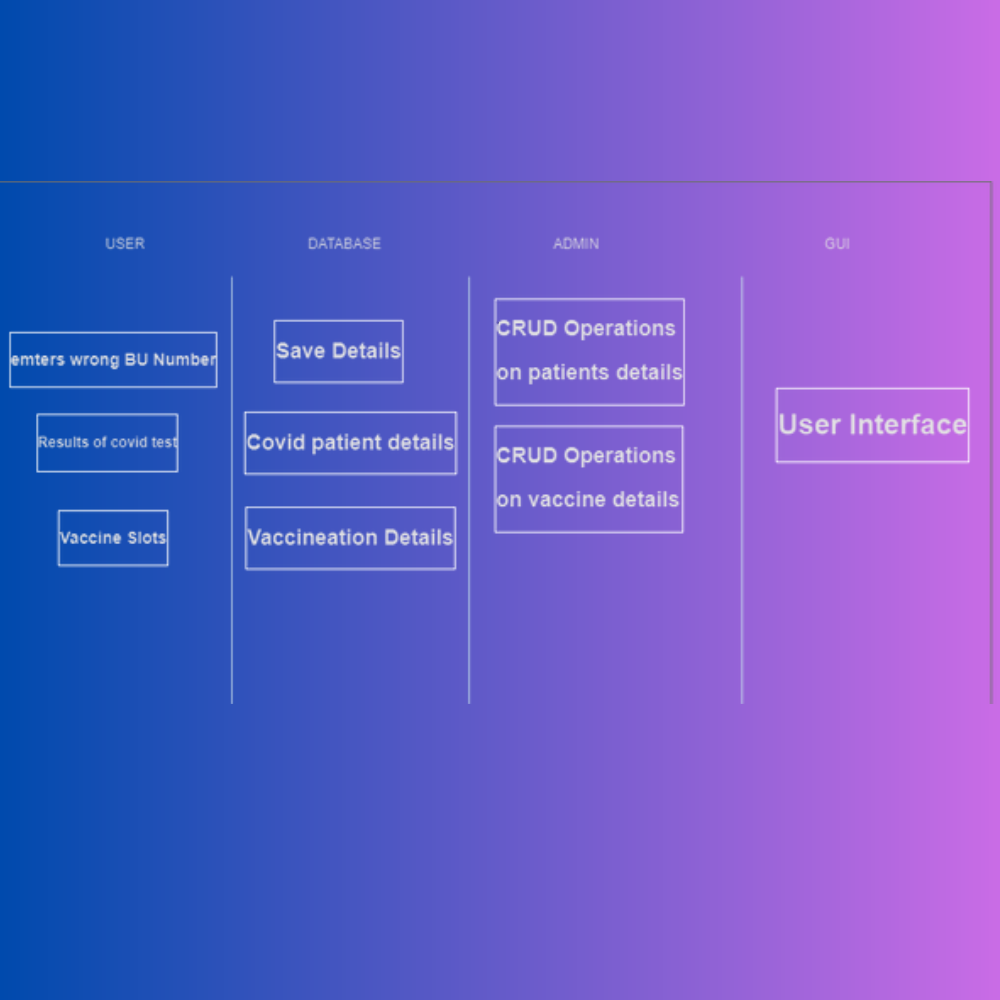 USER
DATABASE
ADMIN
GUI
emters wrong BU Number
Results of covid test
Vaccine Slots
Save Details
Covid patient details
Vaccineation Details
CRUD Operations
on patients details
CRUD Operations
on vaccine details
User Interface